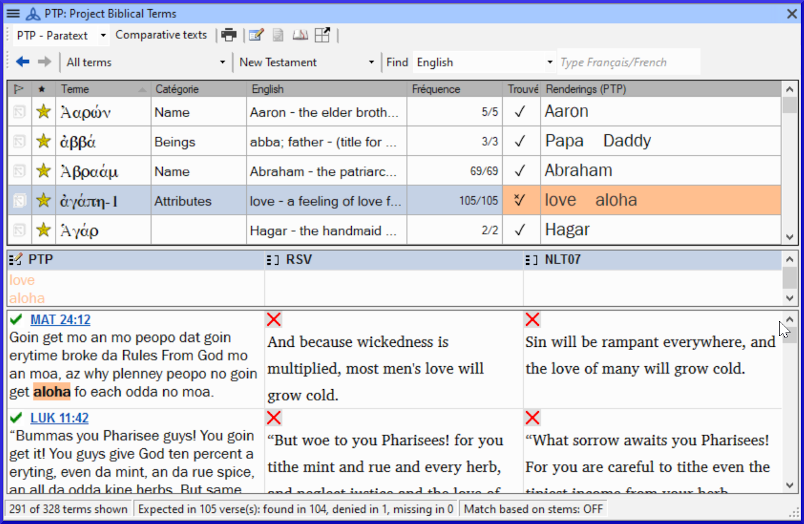 PTP: Project Biblical Terms
PTP - Paratext Comparative texts
All terms New Testament Find English Type Français/French
Terme Catégorie English Fréquence Trouvé Renderings (PTP)
Ἀαρών Name Aaron - the elder broth... 5/5 Aaron
ἀββά Beings abba; father - (title for ... 3/3 Papa Daddy
Ἀβραάμ Name Abraham - the patriarc... 69/69 Abraham
ἀγάπη-1 Attributes love - a feeling of love f... 105/105 love aloha
Ἁγάρ Hagar - the handmaid ... 2/2 Hagar
PTP RSV NLT07
love
aloha
MAT 24:12
Goin get mo an mo peopo dat goin
erytime broke da Rules From God mo
an moa, az why plenney peopo no goin
get aloha fo each odda no moa.
And because wickedness is
multiplied, most men's love will
grow cold.
Sin will be rampant everywhere, and
the love of many will grow cold.
LUK 11:42
“Bummas you Pharisee guys! You goin
get it! You guys give God ten percent a
eryting, even da mint, an da rue spice,
an all da odda kine herbs. But same
“But woe to you Pharisees! for you
tithe mint and rue and every herb,
and neglect justice and the love of
“What sorrow awaits you Pharisees!
For you are careful to tithe even the
tiniest income from your herb
291 of 328 terms shown Expected in 105 verse(s): found in 104, denied in 1, missing in 0 Match based on stems: OFF